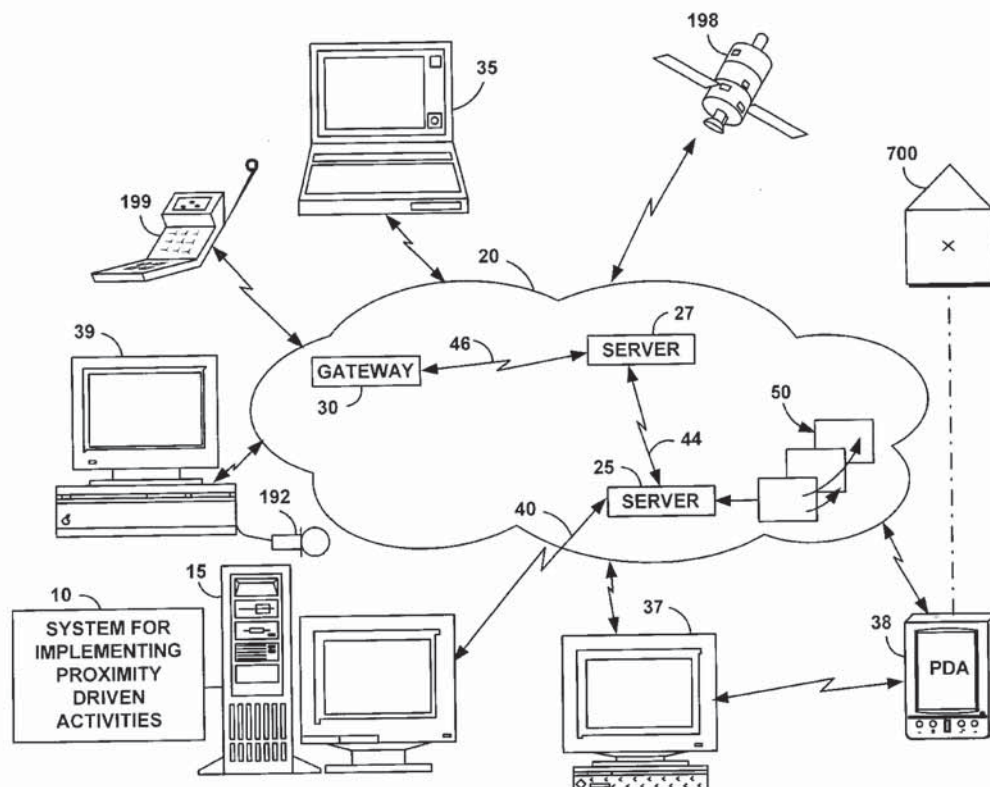 198
35
700
199
20
27
39
46
SERVER
GATEWAY
30
50
44
25
SERVER
192
40
15
10
37
38
SYSTEM FOR
IMPLEMENTING
PROXIMITY
DRIVEN
ACTIVITIES
PDA